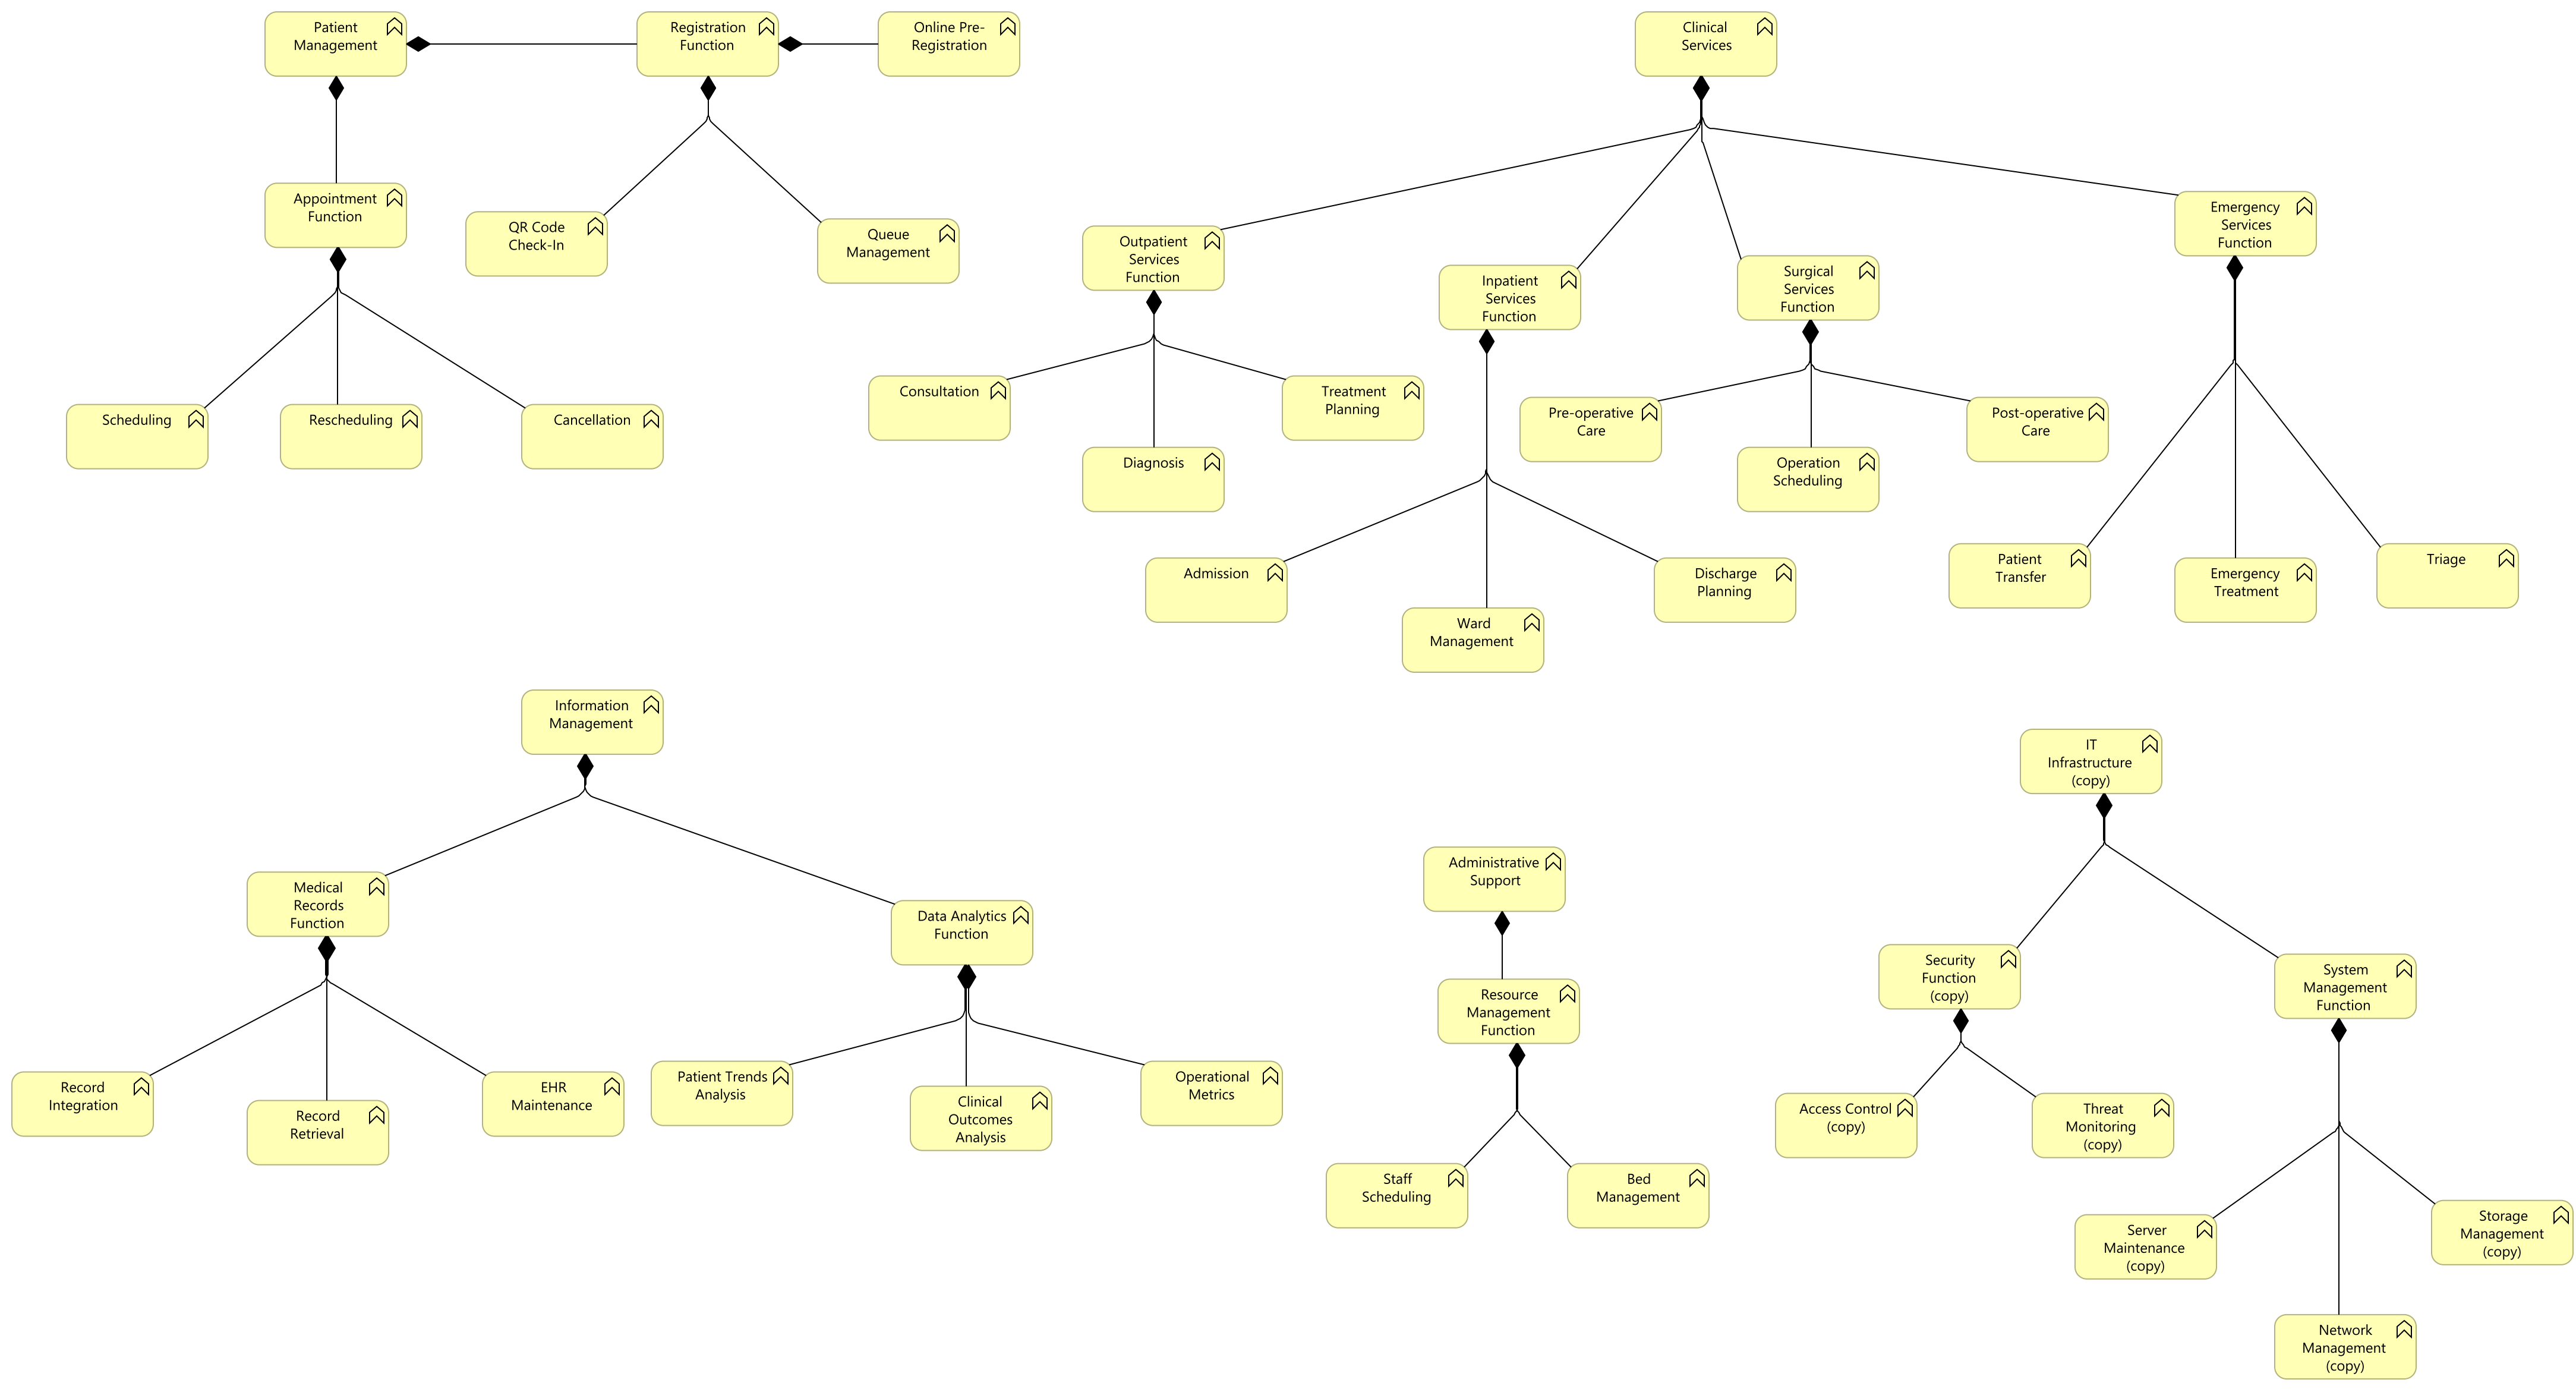 Patient
Management
Registration
Function
Online Pre-
Registration
Clinical
Services
Appointment
Function
QR Code
Check-In
Queue
Management
Outpatient
Services
Function
Inpatient
Services
Function
Surgical
Services
Function
Emergency
Services
Function
Scheduling
Rescheduling
Cancellation
Consultation
Diagnosis
Treatment
Planning
Pre-operative
Care
Operation
Scheduling
Post-operative
Care
Admission
Ward
Management
Discharge
Planning
Patient
Transfer
Emergency
Treatment
Triage
Information
Management
Medical
Records
Function
Data Analytics
Function
Record
Integration
Record
Retrieval
EHR
Maintenance
Patient Trends
Analysis
Clinical
Outcomes
Analysis
Operational
Metrics
Administrative
Support
Resource
Management
Function
Staff
Scheduling
Bed
Management
IT
Infrastructure
(copy)
Security
Function
(copy)
System
Management
Function
Access Control
(copy)
Threat
Monitoring
(copy)
Server
Maintenance
(copy)
Network
Management
(copy)
Storage
Management
(copy)